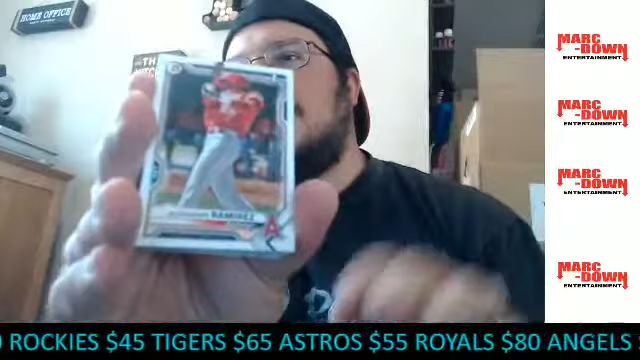 HOME OFFICE
THE
RAMIREZ
A
MARC
-DOWN
ENTERTAINMENT
MARC
-DOWN
ENTERTAINMENT
MARC
-DOWN
ENTERTAINMENT
MARC
-DOWN
ENTERTAINMENT
ROCKIES $45 TIGERS $65 ASTROS $55 ROYALS $80 ANGELS